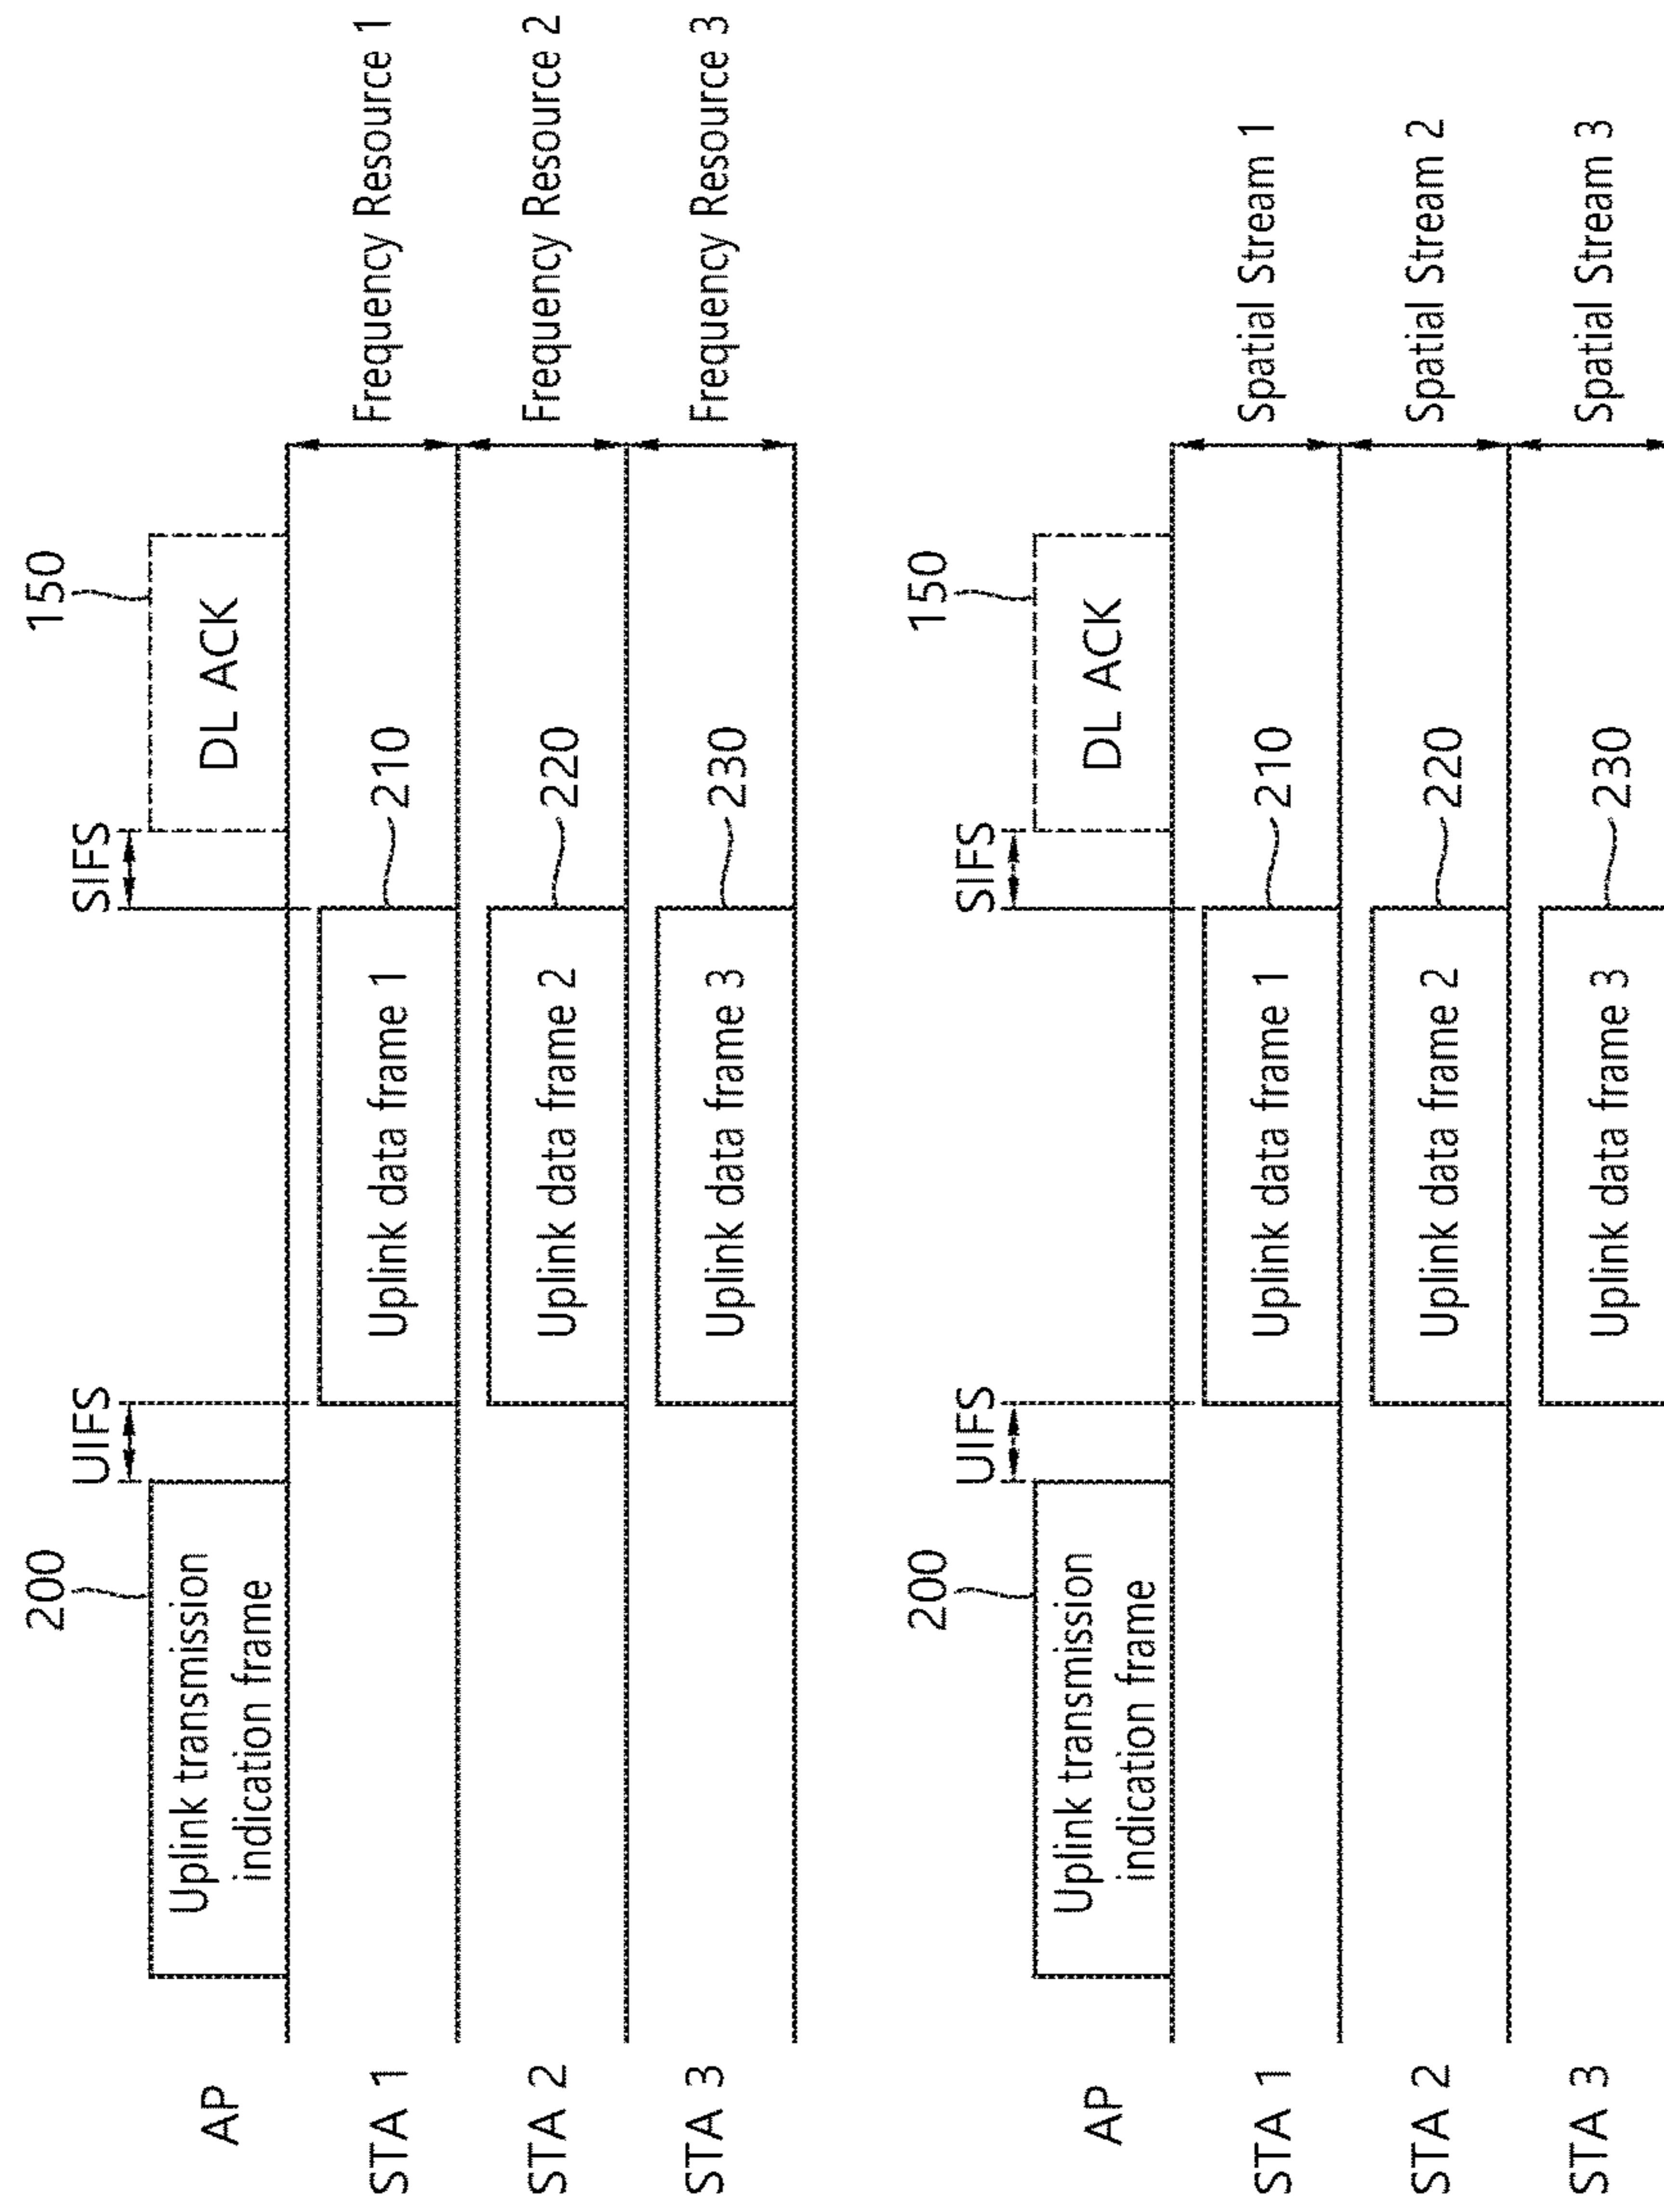 200
UIFS
SIFS
150
AP
Uplink transmission
indication frame
DL ACK
STA 1
Uplink data frame 1
210
Frequency Resource 1
STA 2
Uplink data frame 2
220
Frequency Resource 2
STA 3
Uplink data frame 3
230
Frequency Resource 3
200
UIFS
SIFS
150
AP
Uplink transmission
indication frame
DL ACK
STA 1
Uplink data frame 1
210
Spatial Stream 1
STA 2
Uplink data frame 2
220
Spatial Stream 2
STA 3
Uplink data frame 3
230
Spatial Stream 3